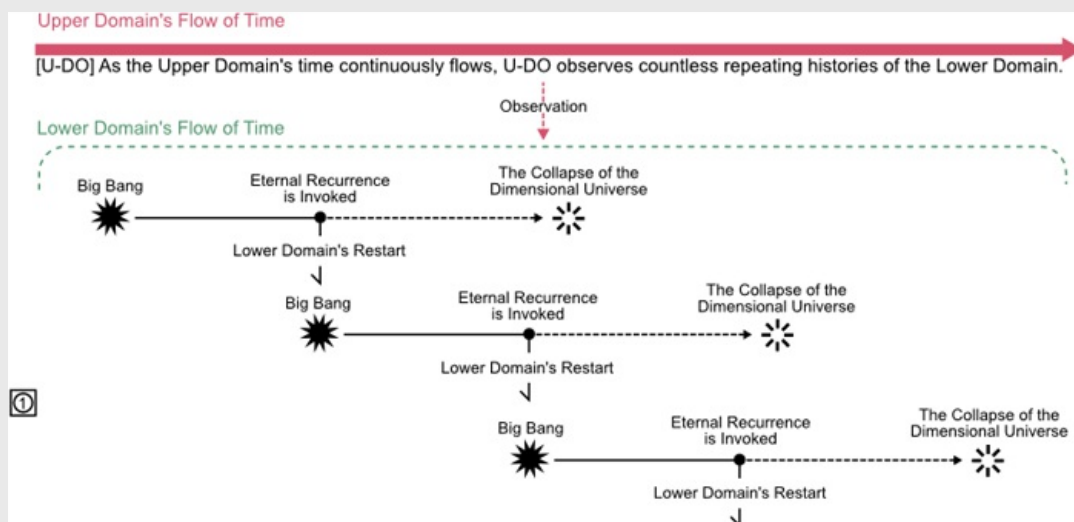 Upper Domain's Flow of Time
[U-DO] As the Upper Domain's time continuously flows, U-DO observes countless repeating histories of the Lower Domain.
Observation
Lower Domain's Flow of Time
Big Bang
Eternal Recurrence
is Invoked
The Collapse of the
Dimensional Universe
Lower Domain's Restart
Big Bang
Eternal Recurrence
is Invoked
The Collapse of the
Dimensional Universe
Lower Domain's Restart
①
Big Bang
Eternal Recurrence
is Invoked
The Collapse of the
Dimensional Universe
Lower Domain's Restart